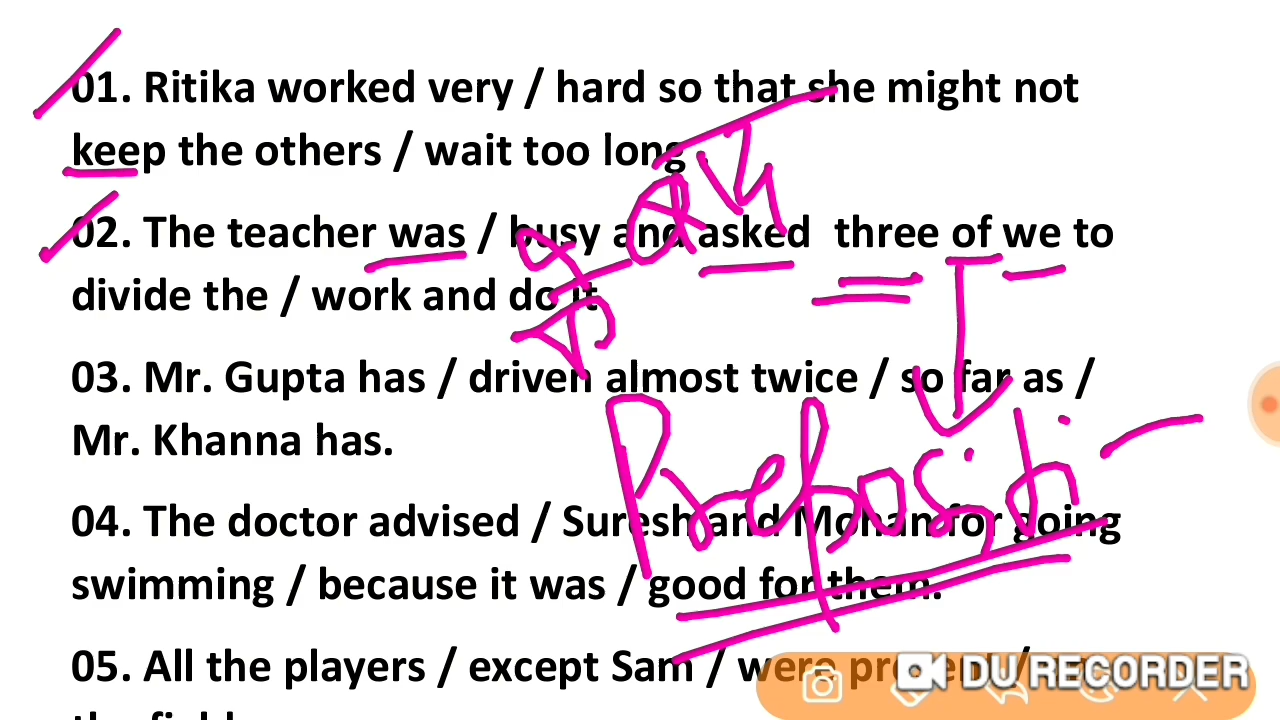 01. Ritika worked very / hard so that she might not
keep the others / wait too long .
02. The teacher was / busy and asked three of we to
divide the / work and do it
03. Mr. Gupta has / driven almost twice / so far as /
Mr. Khanna has.
Prepositi
04. The doctor advised / Suresh and Mohan for going
swimming / because it was / good for them.
05. All the players / except Sam / were present /
DU RECORDER